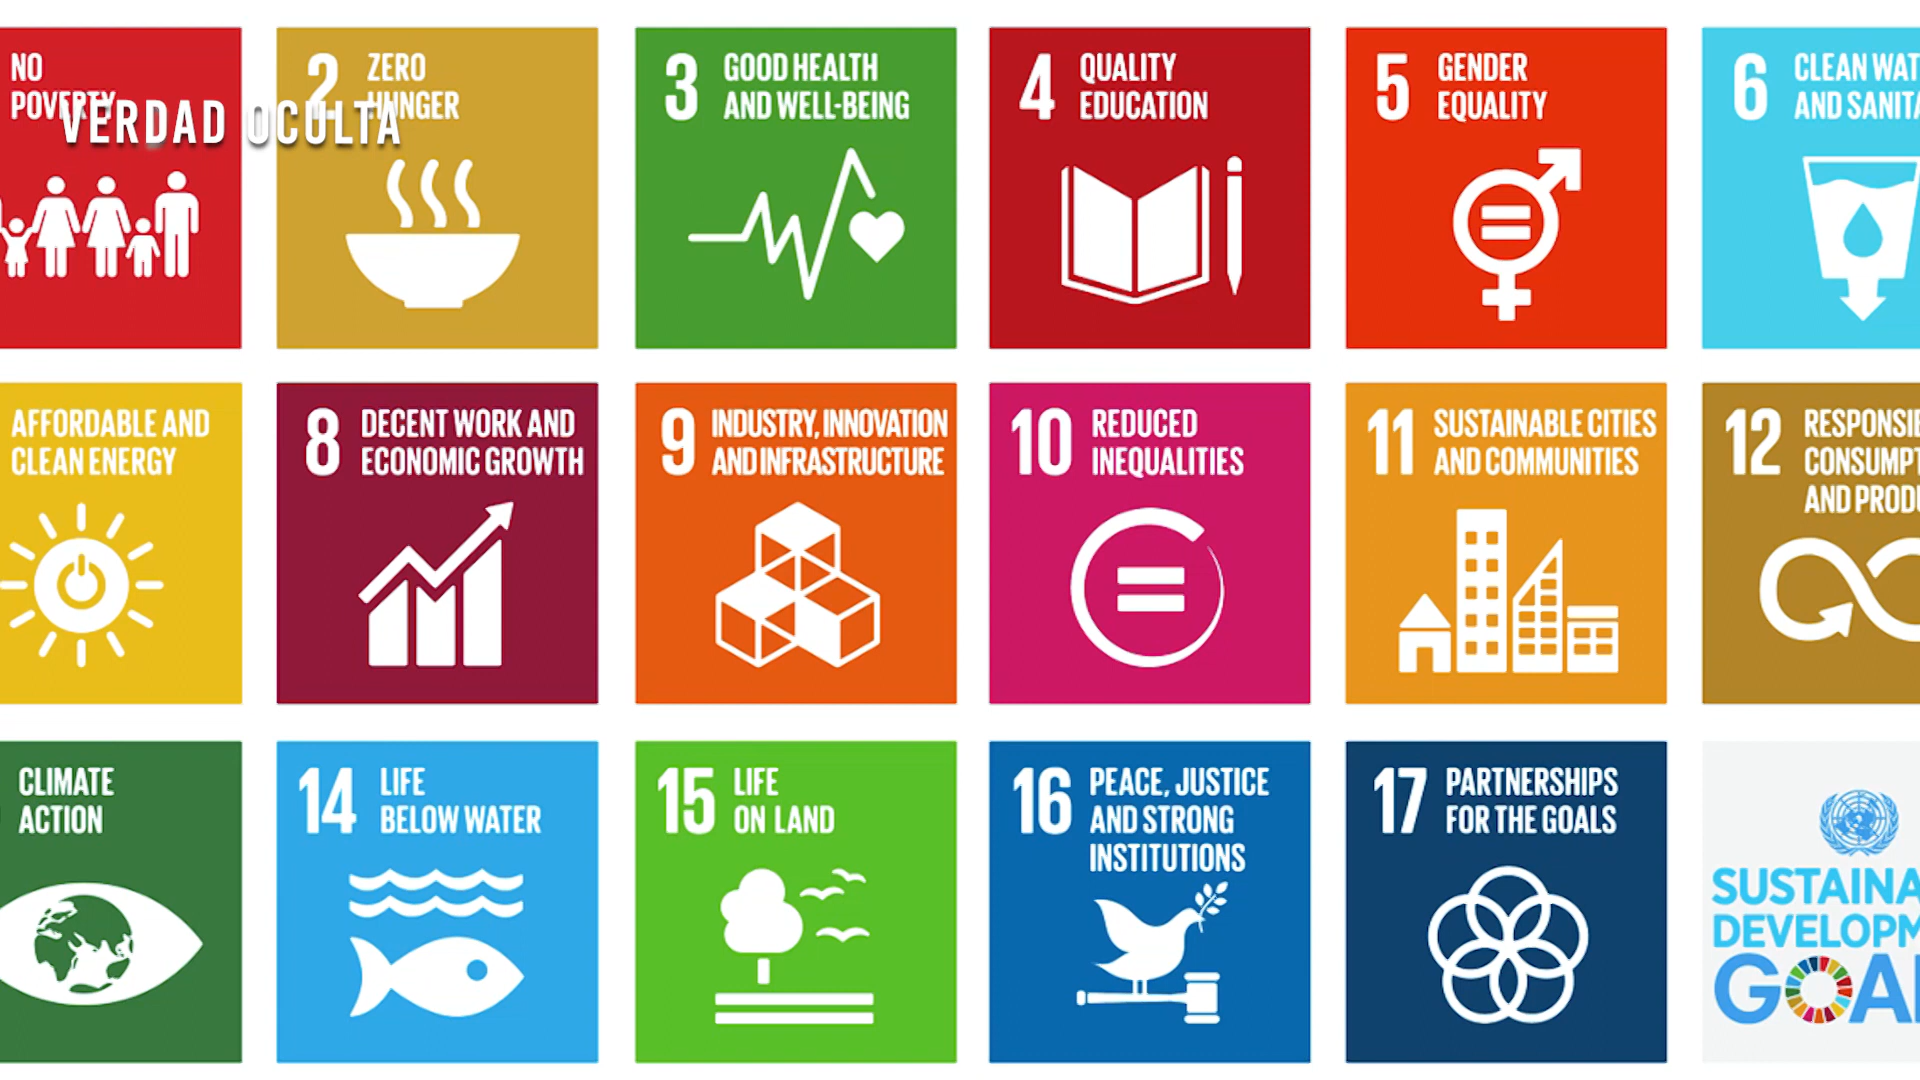 NO
POVERTY
VERDAD OCULTA
2 ZERO
HUNGER
3 GOOD HEALTH
AND WELL-BEING
4 QUALITY
EDUCATION
5 GENDER
EQUALITY
6 CLEAN WAT
AND SANITA
AFFORDABLE AND
CLEAN ENERGY
8 DECENT WORK AND
ECONOMIC GROWTH
9 INDUSTRY, INNOVATION
AND INFRASTRUCTURE
10 REDUCED
INEQUALITIES
11 SUSTAINABLE CITIES
AND COMMUNITIES
12 RESPONSIB
CONSUMPT
AND PRODU
CLIMATE
ACTION
14 LIFE
BELOW WATER
15 LIFE
ON LAND
16 PEACE, JUSTICE
AND STRONG
INSTITUTIONS
17 PARTNERSHIPS
FOR THE GOALS
SUSTAINA
DEVELOPM
GOAL